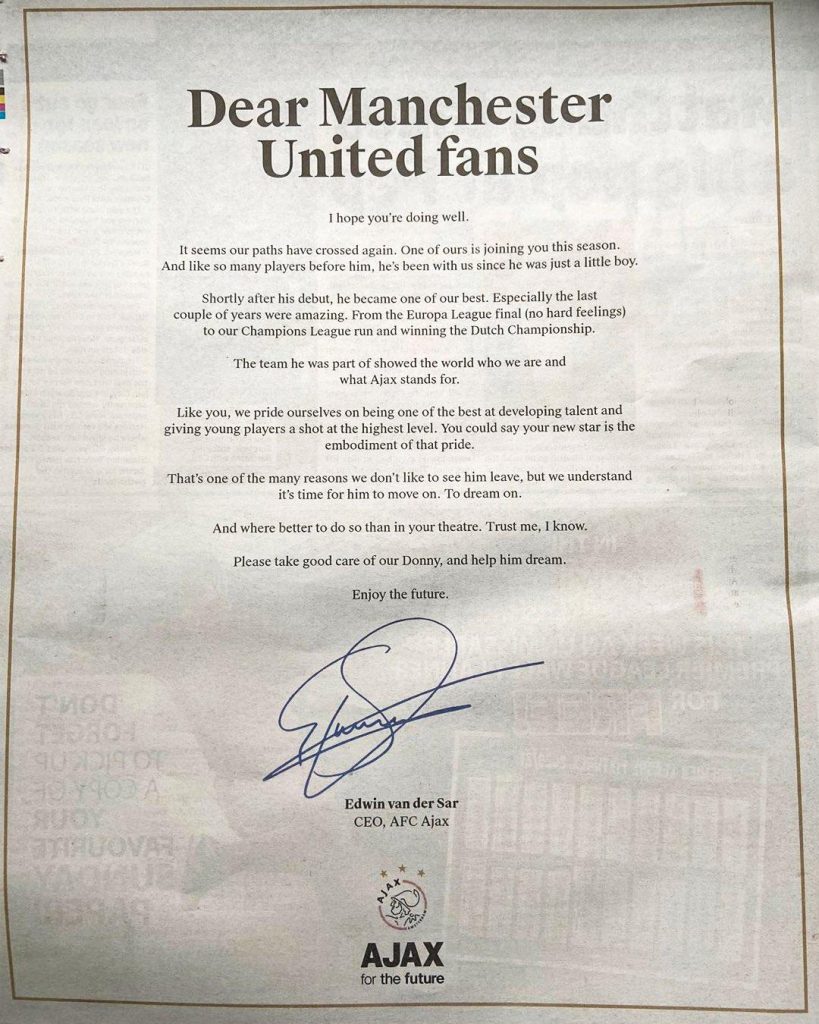 Dear Manchester
United fans
I hope you're doing well.
It seems our paths have crossed again. One of ours is joining you this season.
And like so many players before him, he's been with us since he was just a little boy.
Shortly after his debut, he became one of our best. Especially the last
couple of years were amazing. From the Europa League final (no hard feelings)
to our Champions League run and winning the Dutch Championship.
The team he was part of showed the world who we are and
what Ajax stands for.
Like you, we pride ourselves on being one of the best at developing talent and
giving young players a shot at the highest level. You could say your new star is the
embodiment of that pride.
That's one of the many reasons we don't like to see him leave, but we understand
it's time for him to move on. To dream on.
And where better to do so than in your theatre. Trust me, I know.
Please take good care of our Donny, and help him dream.
Enjoy the future.
Edwin van der Sar
CEO, AFC Ajax
AJAX
AMSTERDAM
AJAX
for the future
DON'T
FORGET
TO PICK UP
A COPY OF
YOUR
FAVOURITE
SUNDAY
PAPER!